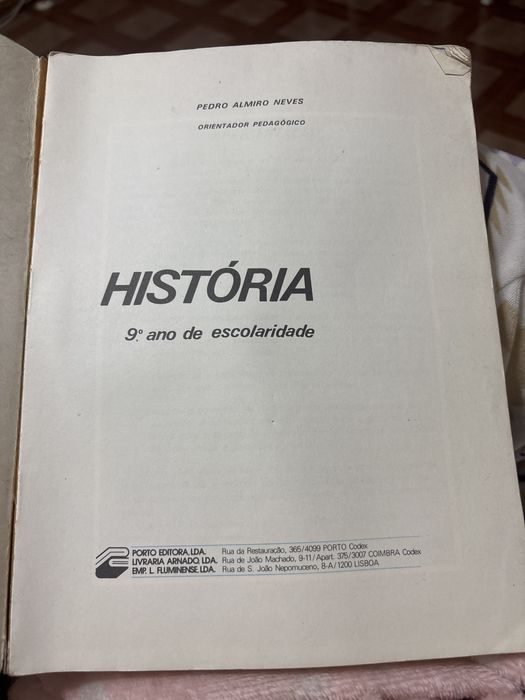 PEDRO ALMIRO NEVES
ORIENTADOR PEDAGÓGICO
HISTÓRIA
9.º ano de escolaridade
PORTO EDITORA, LDA. Rua da Restauração, 365/4099 PORTO Codex
LIVRARIA ARNADO, LDA. Rua de João Machado, 9-11/Apart. 375/3007 COIMBRA Codex
EMP. L. FLUMINENSE, LDA. Rua de S. João Nepomuceno, 8-A/1200 LISBOA